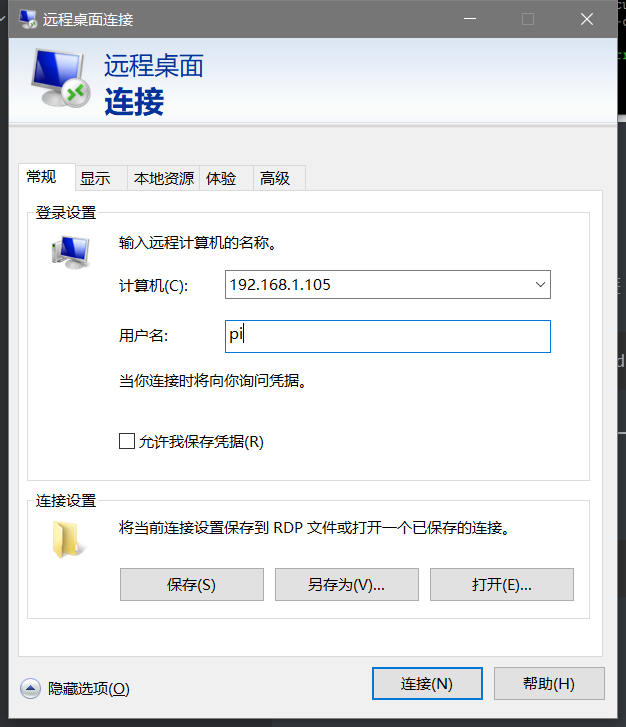 远程桌面连接
远程桌面
连接
常规 显示 本地资源 体验 高级
登录设置
输入远程计算机的名称。
计算机(C): 192.168.1.105
用户名: pi
当你连接时将向你询问凭据。
允许我保存凭据(R)
连接设置
将当前连接设置保存到 RDP 文件或打开一个已保存的连接。
保存(S) 另存为(V)... 打开(E)...
隐藏选项(O) 连接(N) 帮助(H)